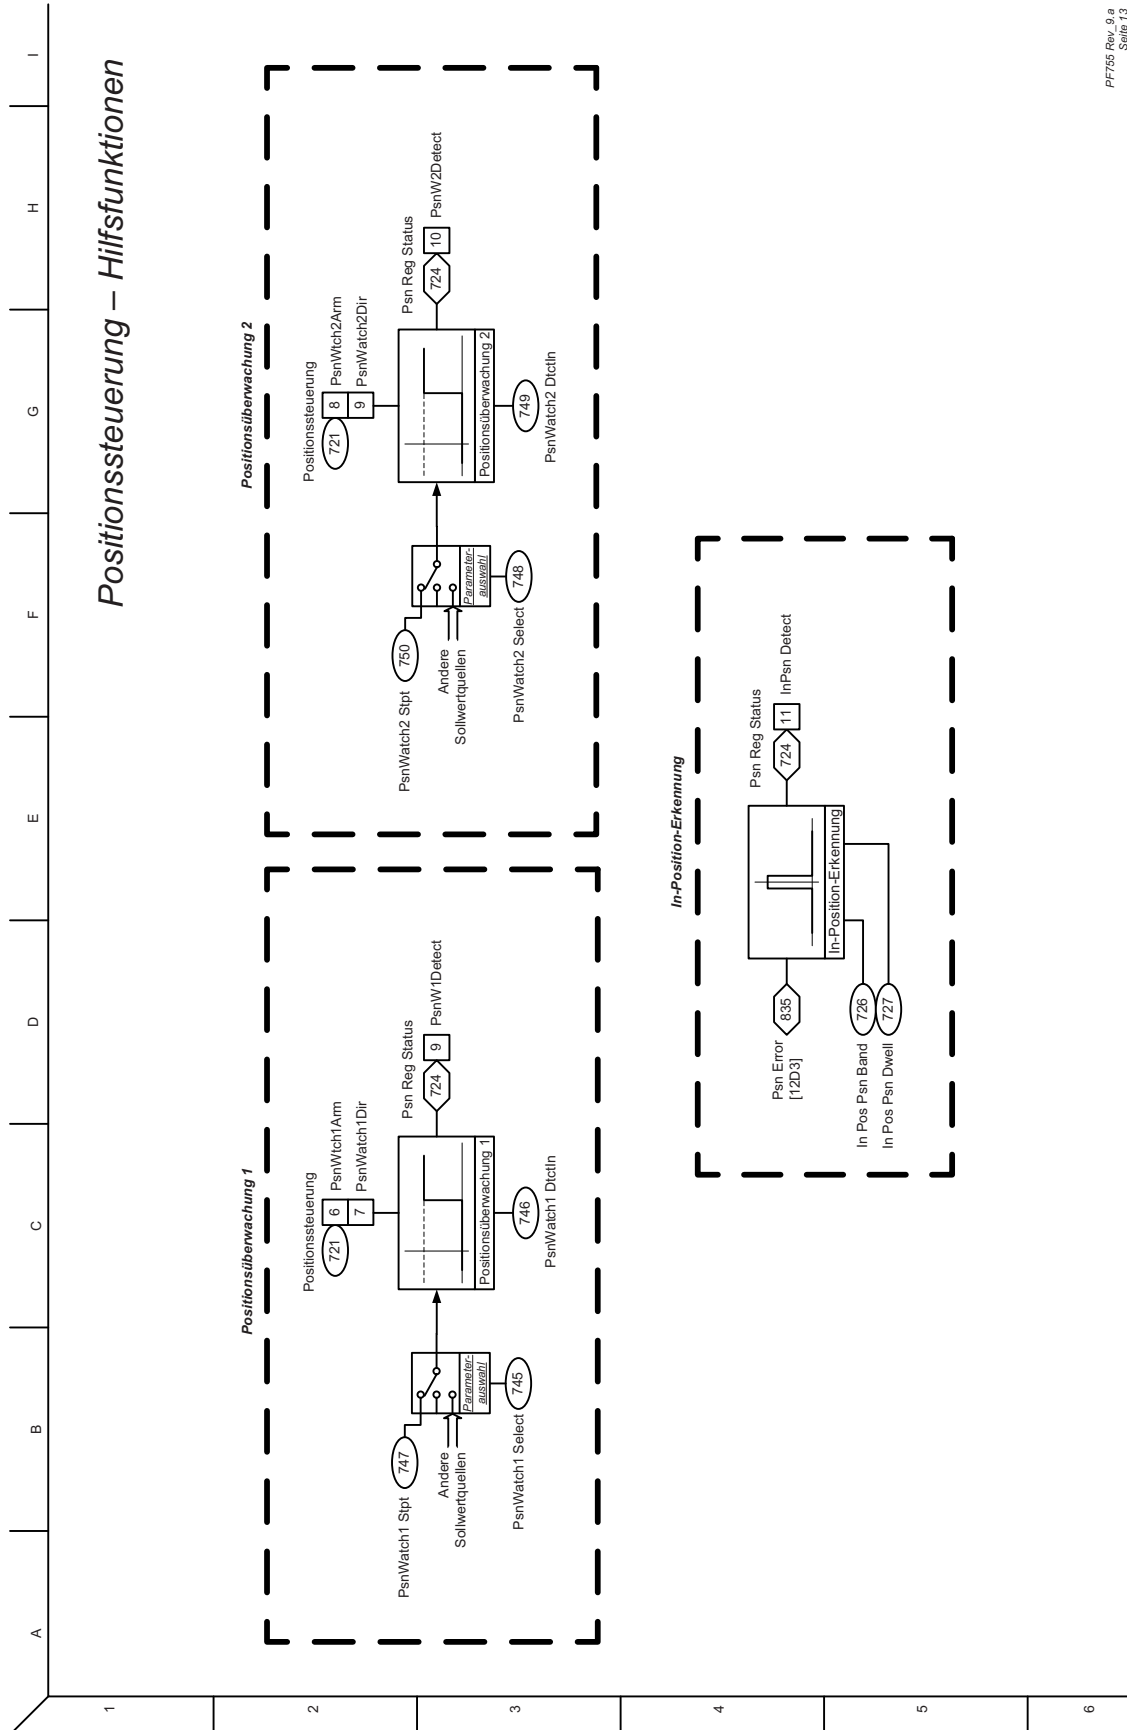 A
B
C
D
E
F
G
H
I
1
2
3
4
5
6
Positionssteuerung – Hilfsfunktionen
Positionsüberwachung 1
Positionssteuerung
721
6
PsnWtch1Arm
7
PsnWatch1Dir
PsnWatch1 Stpt
747
Andere
Sollwertquellen
Parameter-
auswahl
745
PsnWatch1 Select
Positionsüberwachung 1
746
PsnWatch1 DtctIn
Psn Reg Status
724
9
PsnW1Detect
Positionsüberwachung 2
Positionssteuerung
721
8
PsnWtch2Arm
9
PsnWatch2Dir
PsnWatch2 Stpt
750
Andere
Sollwertquellen
Parameter-
auswahl
748
PsnWatch2 Select
Positionsüberwachung 2
749
PsnWatch2 DtctIn
Psn Reg Status
724
10
PsnW2Detect
In-Position-Erkennung
Psn Error
[12D3]
835
In-Position-Erkennung
Psn Reg Status
724
11
InPsn Detect
In Pos Psn Band
726
In Pos Psn Dwell
727
PF755 Rev_9.a
Seite 13